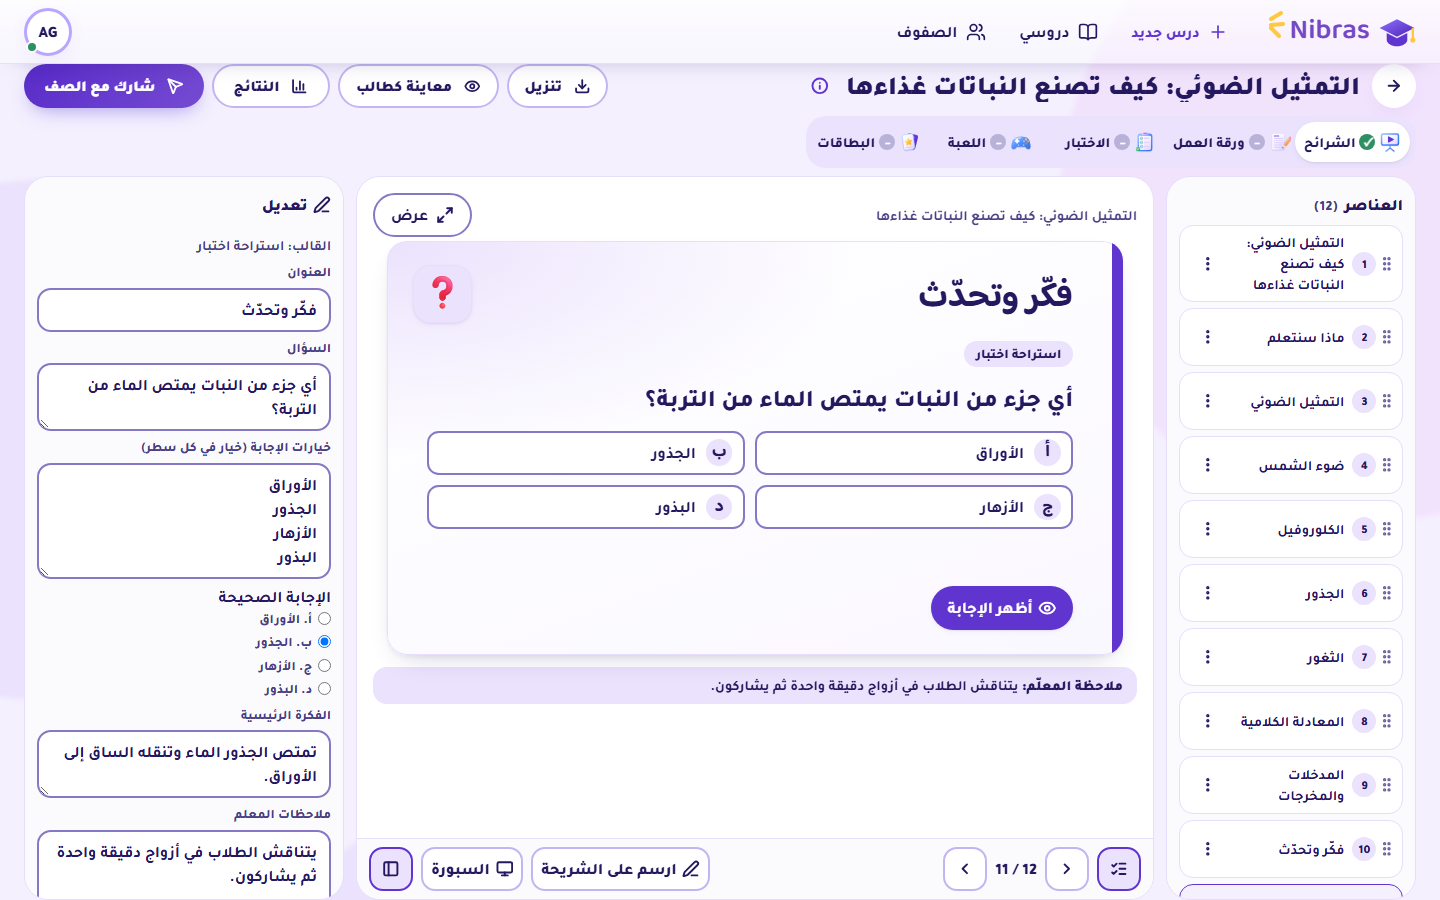 Nibras
درس جديد
دروسي
الصفوف
AG
التمثيل الضوئي: كيف تصنع النباتات غذاءها
تنزيل
معاينة كطالب
النتائج
شارك مع الصف
الشرائح
ورقة العمل
الاختبار
اللعبة
البطاقات
العناصر (12)
1
التمثيل الضوئي:
كيف تصنع
النباتات غذاءها
2 ماذا سنتعلم
3 التمثيل الضوئي
4 ضوء الشمس
5 الكلوروفيل
6 الجذور
7 الثغور
8 المعادلة الكلامية
9
المدخلات
والمخرجات
10 فكّر وتحدّث
التمثيل الضوئي: كيف تصنع النباتات غذاءها
عرض
فكّر وتحدّث
استراحة اختبار
أي جزء من النبات يمتص الماء من التربة؟
أ الأوراق
ب الجذور
ج الأزهار
د البذور
أظهر الإجابة
ملاحظة المعلّم: يتناقش الطلاب في أزواج دقيقة واحدة ثم يشاركون.
11 / 12
ارسم على الشريحة
السبورة
تعديل
القالب: استراحة اختبار
العنوان
فكّر وتحدّث
السؤال
أي جزء من النبات يمتص الماء من
التربة؟
خيارات الإجابة (خيار في كل سطر)
الأوراق
الجذور
الأزهار
البذور
الإجابة الصحيحة
أ. الأوراق
ب. الجذور
ج. الأزهار
د. البذور
الفكرة الرئيسية
تمتص الجذور الماء وتنقله الساق إلى
الأوراق.
ملاحظات المعلم
يتناقش الطلاب في أزواج دقيقة واحدة
ثم يشاركون.